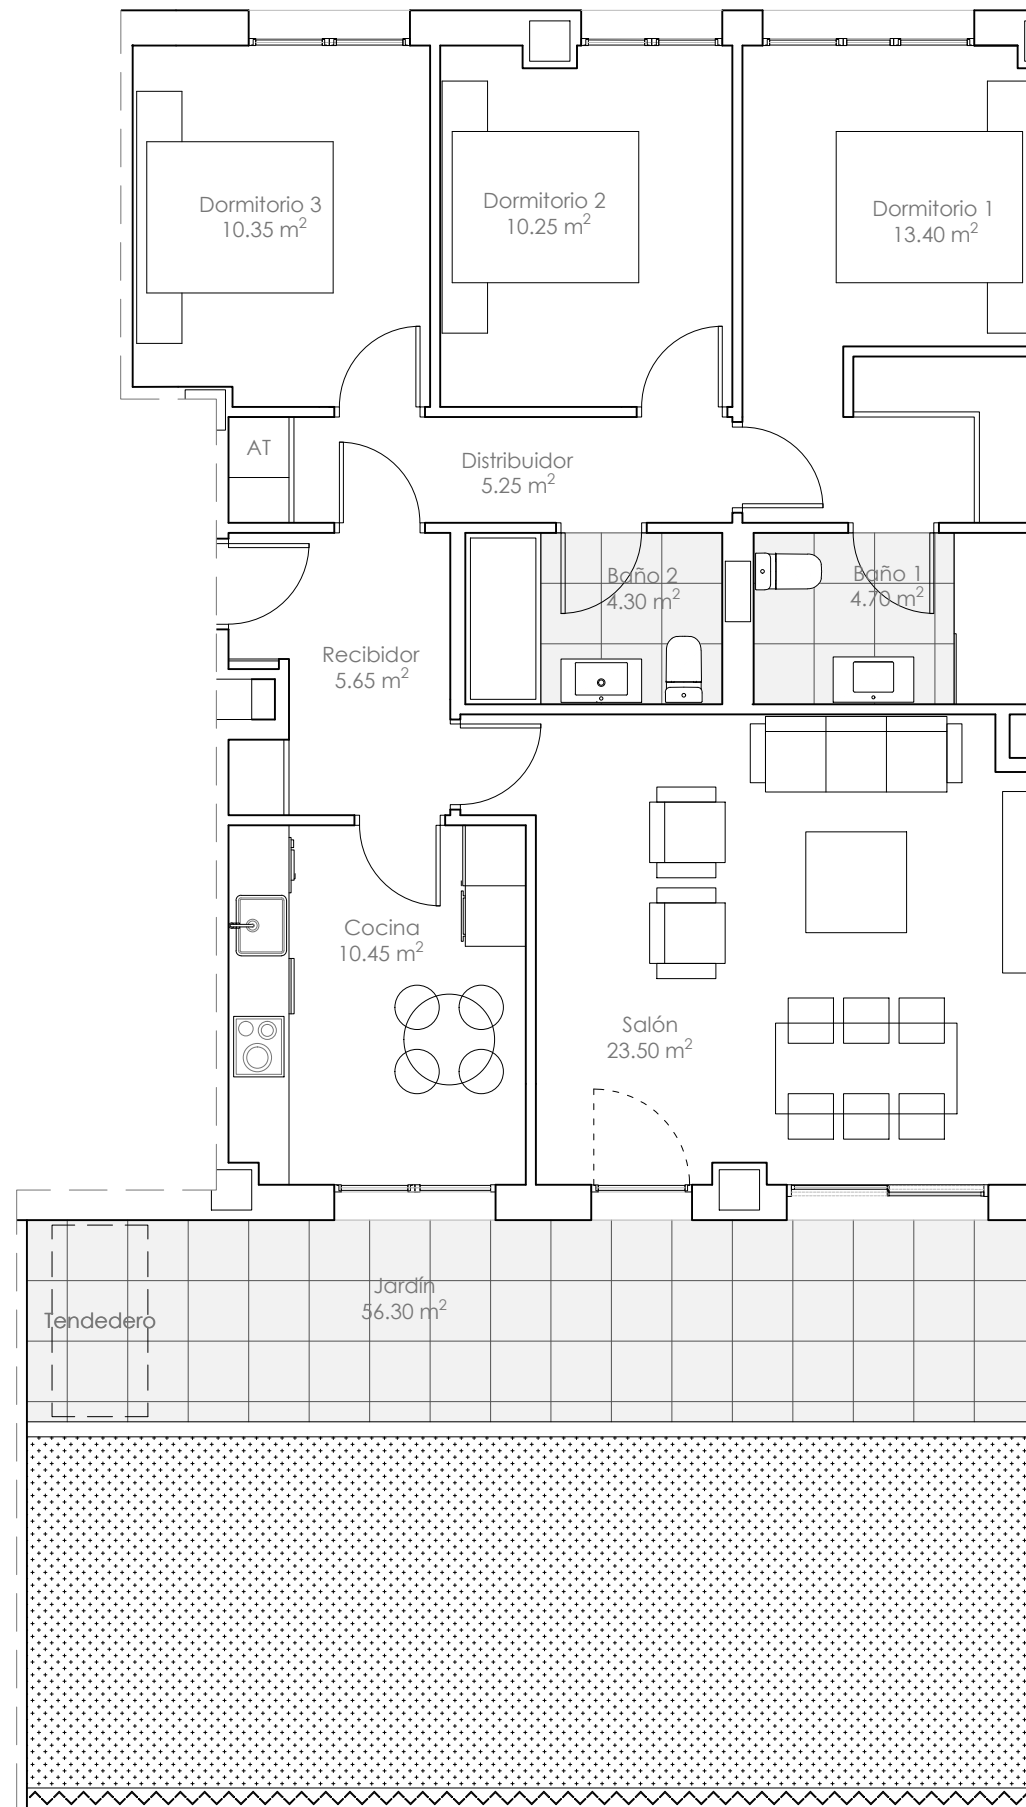 Dormitorio 3
10.35 m²
Dormitorio 2
10.25 m²
Dormitorio 1
13.40 m²
AT
Distribuidor
5.25 m²
Baño 2
4.30 m²
Baño 1
4.70 m²
Recibidor
5.65 m²
Cocina
10.45 m²
Salón
23.50 m²
Jardín
56.30 m²
Tendedero